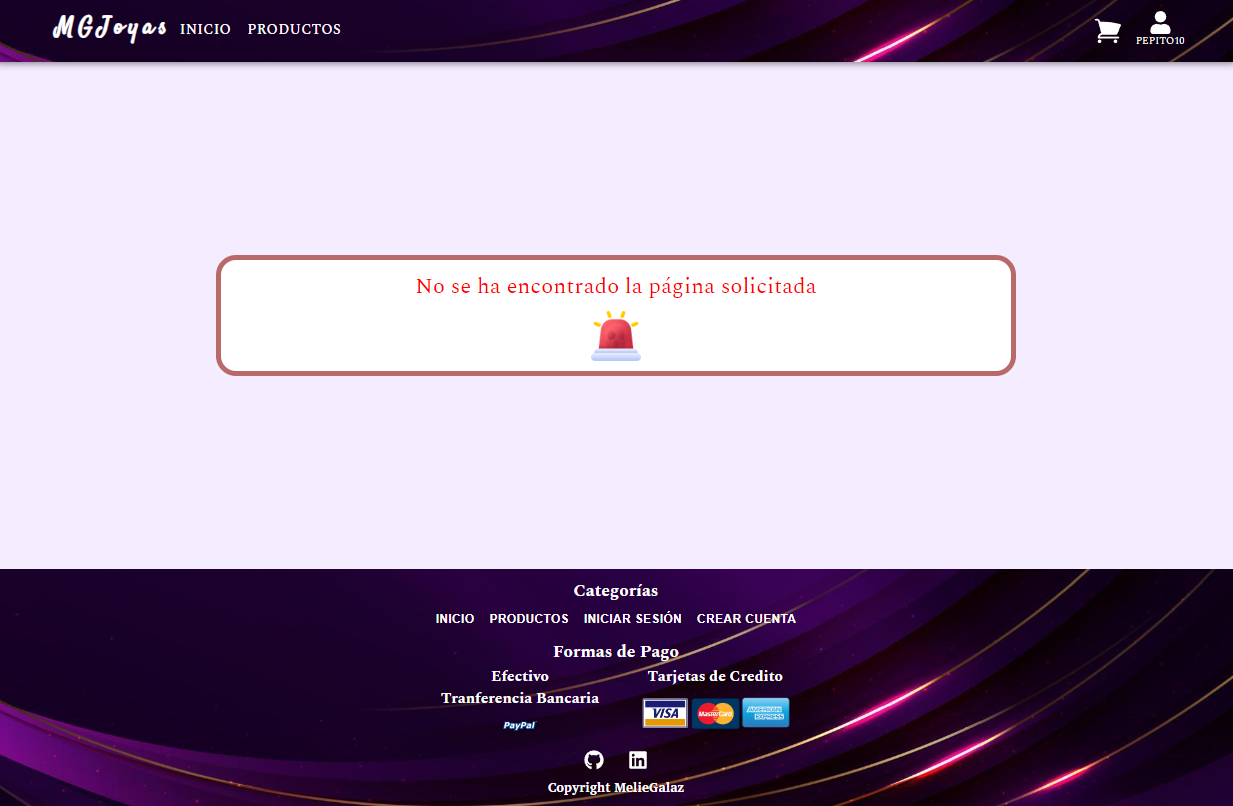 MGJoyas INICIO PRODUCTOS
PEPITO10
No se ha encontrado la página solicitada
Categorías
INICIO PRODUCTOS INICIAR SESIÓN CREAR CUENTA
Formas de Pago
Efectivo Tarjetas de Credito
Tranferencia Bancaria
VISA MasterCard AMERICAN EXPRESS
PayPal
in
Copyright MelieGalaz